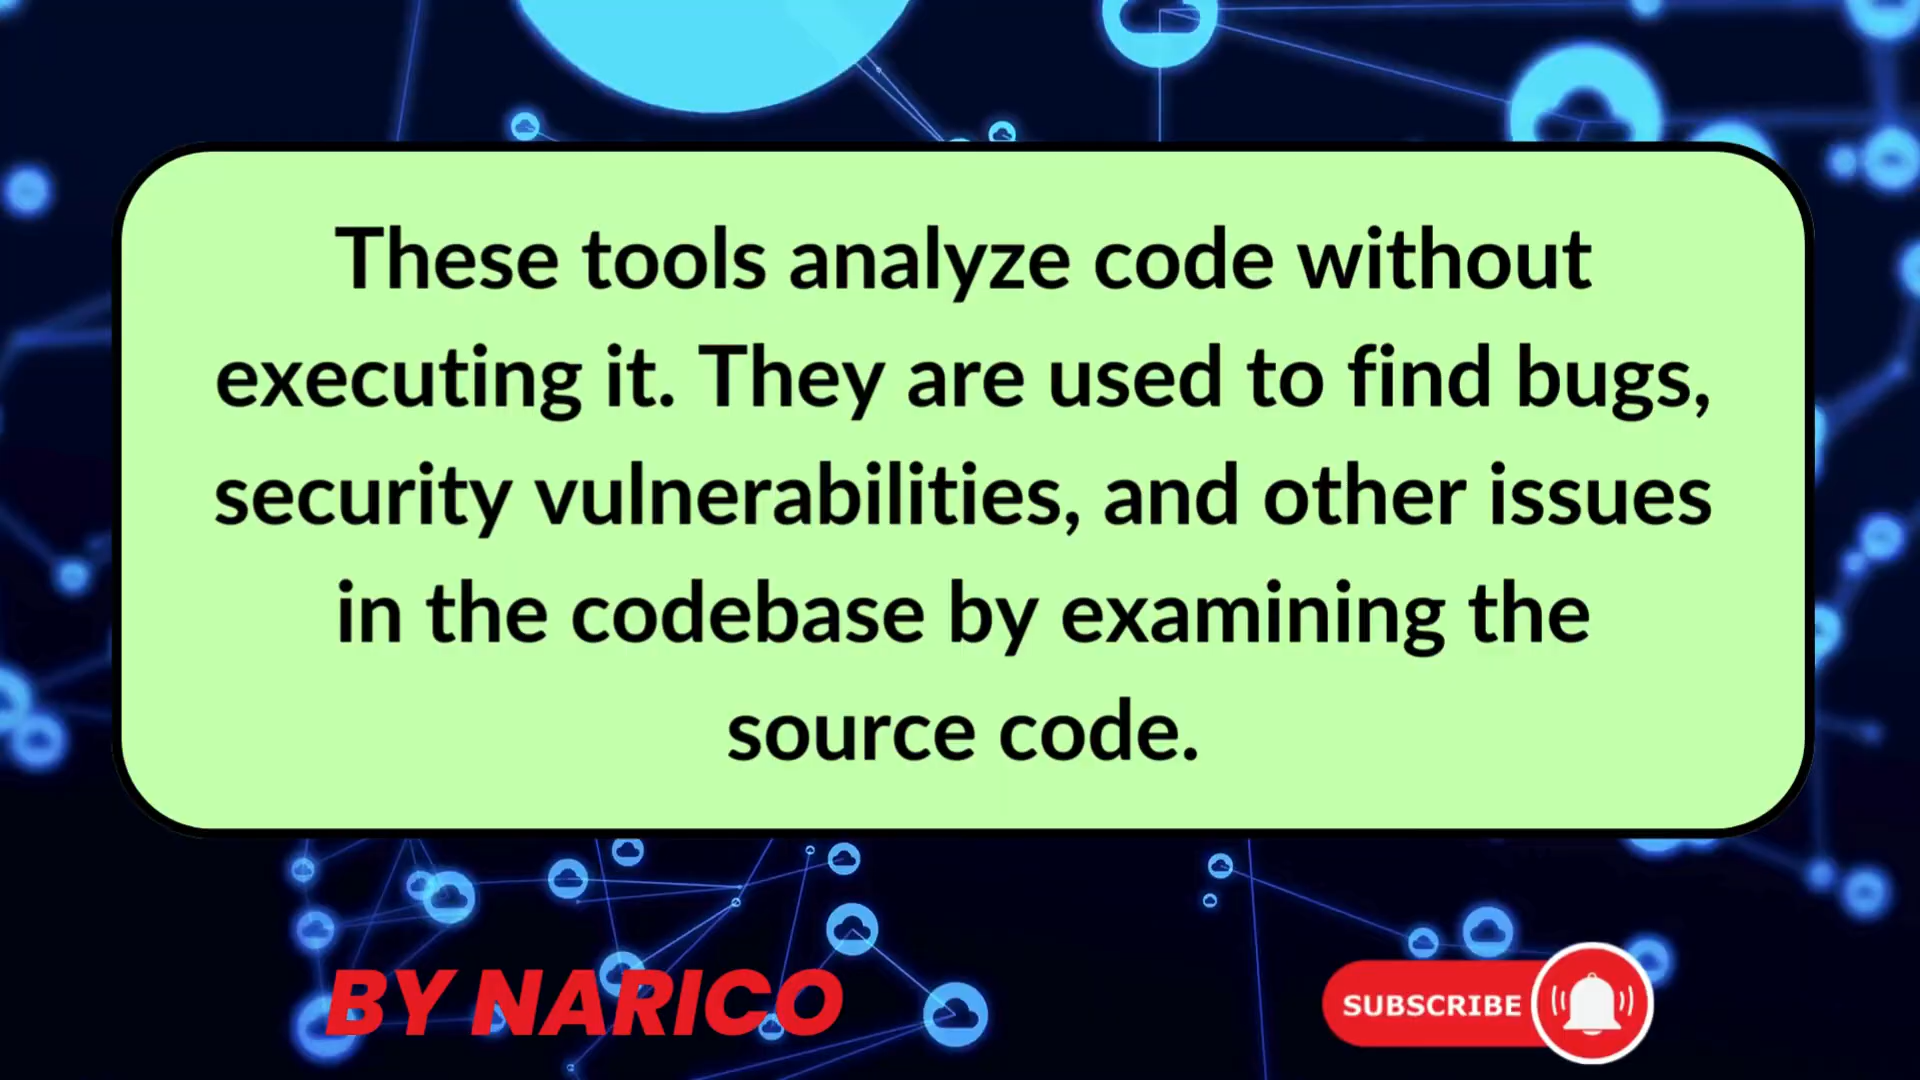 These tools analyze code without
executing it. They are used to find bugs,
security vulnerabilities, and other issues
in the codebase by examining the
source code.
BY NARICO
SUBSCRIBE